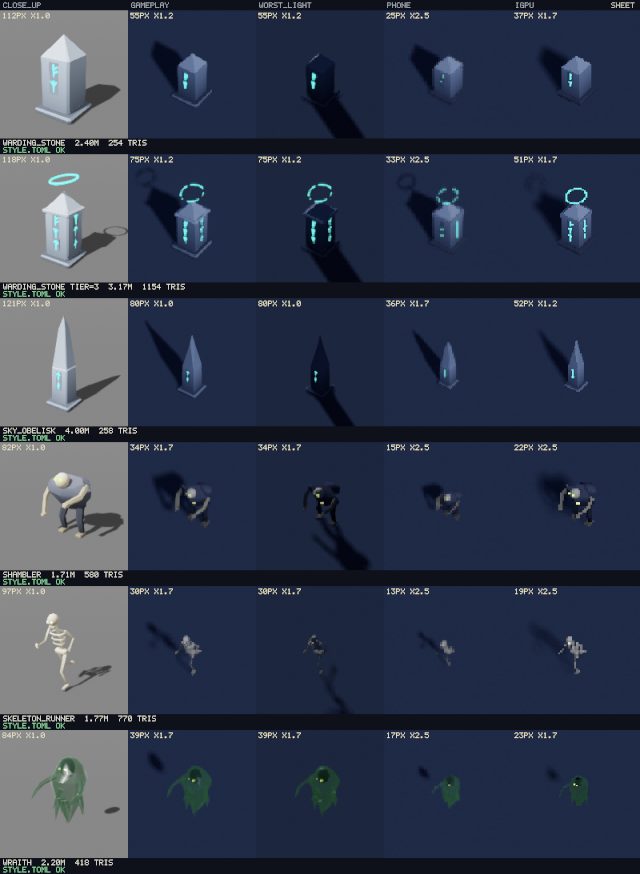 CLOSE_UP GAMEPLAY WORST_LIGHT PHONE IGPU SHEET
112PX X1.0 55PX X1.2 55PX X1.2 25PX X2.5 37PX X1.7
WARDING_STONE 2.40M 254 TRIS
STYLE.TOML OK
118PX X1.0 75PX X1.2 75PX X1.2 33PX X2.5 51PX X1.7
WARDING_STONE TIER=3 3.17M 1154 TRIS
STYLE.TOML OK
121PX X1.0 80PX X1.0 80PX X1.0 36PX X1.7 52PX X1.2
SKY_OBELISK 4.00M 258 TRIS
STYLE.TOML OK
82PX X1.0 34PX X1.7 34PX X1.7 15PX X2.5 22PX X2.5
SHAMBLER 1.71M 580 TRIS
STYLE.TOML OK
97PX X1.0 30PX X1.7 30PX X1.7 13PX X2.5 19PX X2.5
SKELETON_RUNNER 1.77M 770 TRIS
STYLE.TOML OK
84PX X1.0 39PX X1.7 39PX X1.7 17PX X2.5 23PX X1.7
WRAITH 2.20M 418 TRIS
STYLE.TOML OK